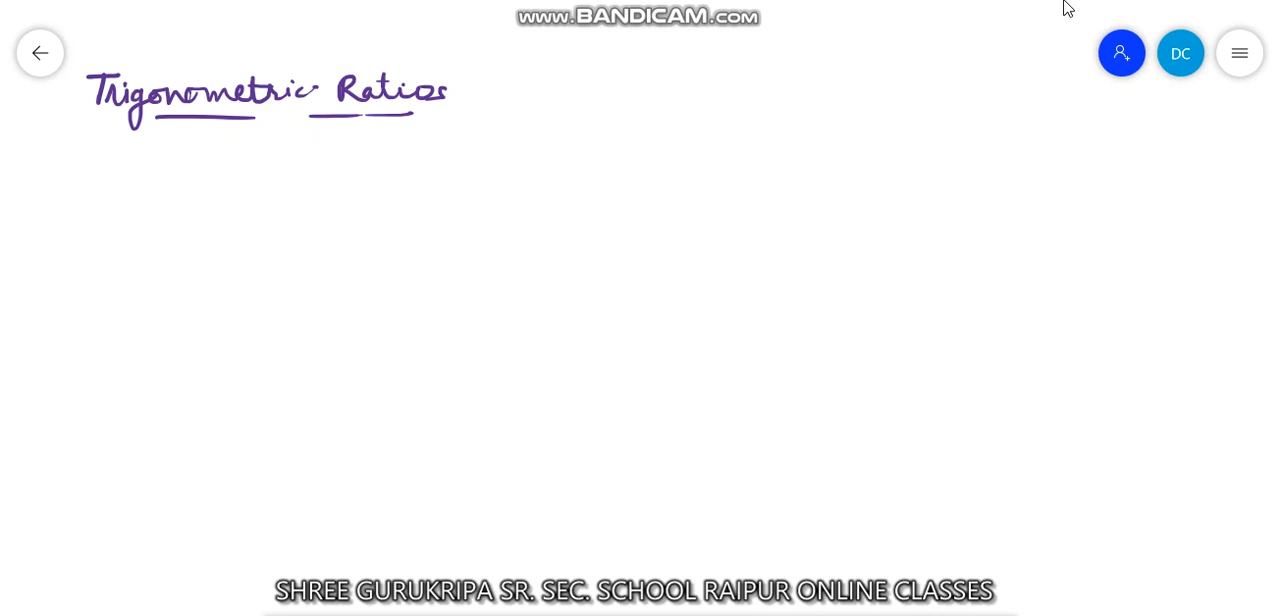 www.BANDICAM.com
DC
Trigonometric Ratios
SHREE GURUKRIPA SR. SEC. SCHOOL RAIPUR ONLINE CLASSES